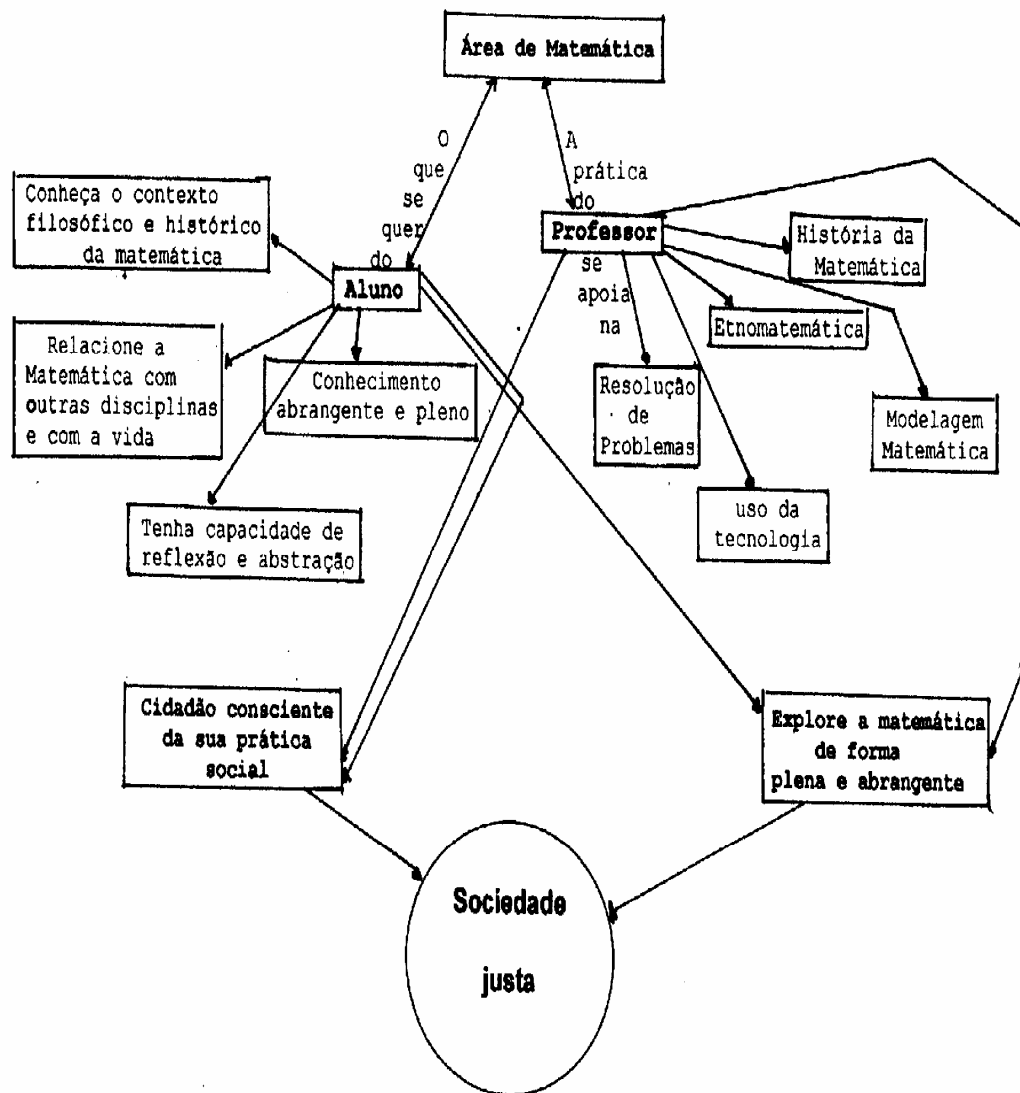 Área de Matemática
O
que
se
quer
do
A
prática
do
Professor
se
apoia
na
Conheça o contexto
filosófico e histórico
da matemática
Aluno
História da
Matemática
Etnomatemática
Relacione a
Matemática com
outras disciplinas
e com a vida
Conhecimento
abrangente e pleno
Resolução
de
Problemas
Modelagem
Matemática
Tenha capacidade de
reflexão e abstração
uso da
tecnologia
Cidadão consciente
da sua prática
social
Explore a matemática
de forma
plena e abrangente
Sociedade
justa